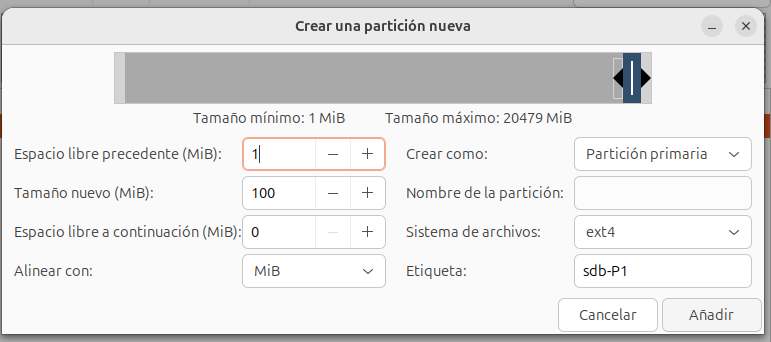 Crear una partición nueva
Tamaño mínimo: 1 MiB Tamaño máximo: 20479 MiB
Espacio libre precedente (MiB): 1 Crear como: Partición primaria
Tamaño nuevo (MiB): 100 Nombre de la partición:
Espacio libre a continuación (MiB): 0 Sistema de archivos: ext4
Alinear con: MiB Etiqueta: sdb-P1
Cancelar Añadir